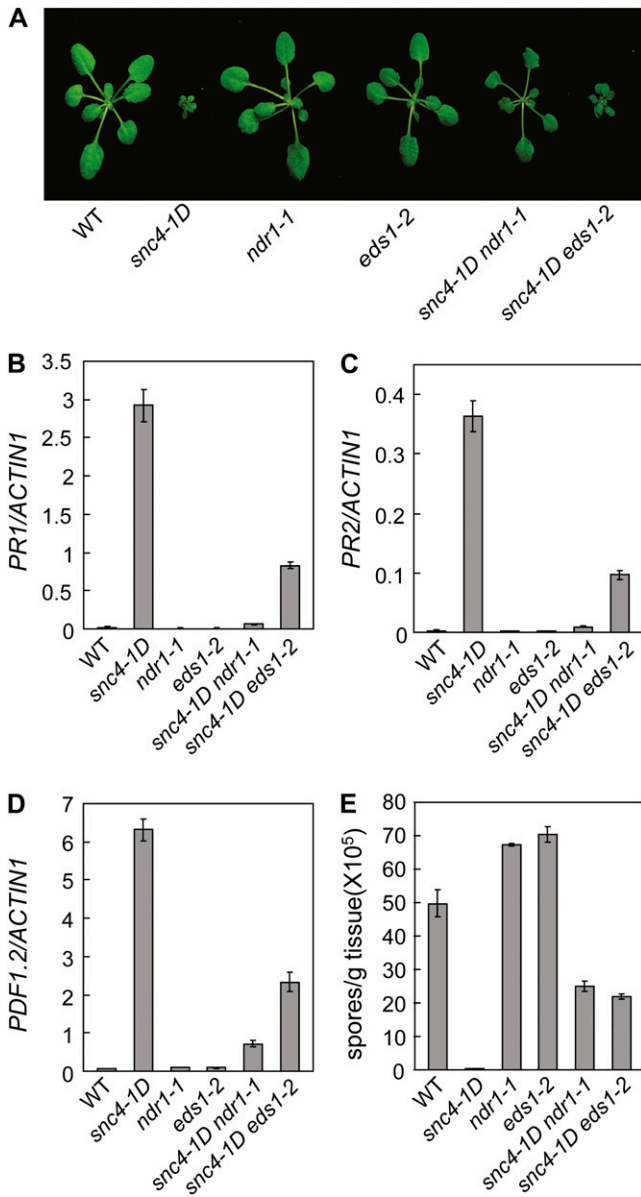 A
WT
snc4-1D
ndr1-1
eds1-2
snc4-1D ndr1-1
snc4-1D eds1-2
B
PR1/ACTIN1
3.5
3
2.5
2
1.5
1
0.5
0
WT
snc4-1D
ndr1-1
eds1-2
snc4-1D ndr1-1
snc4-1D eds1-2
C
PR2/ACTIN1
0.4
0.3
0.2
0.1
0
WT
snc4-1D
ndr1-1
eds1-2
snc4-1D ndr1-1
snc4-1D eds1-2
D
PDF1.2/ACTIN1
7
6
5
4
3
2
1
0
WT
snc4-1D
ndr1-1
eds1-2
snc4-1D ndr1-1
snc4-1D eds1-2
E
spores/g tissue(X10⁵)
80
70
60
50
40
30
20
10
0
WT
snc4-1D
ndr1-1
eds1-2
snc4-1D ndr1-1
snc4-1D eds1-2